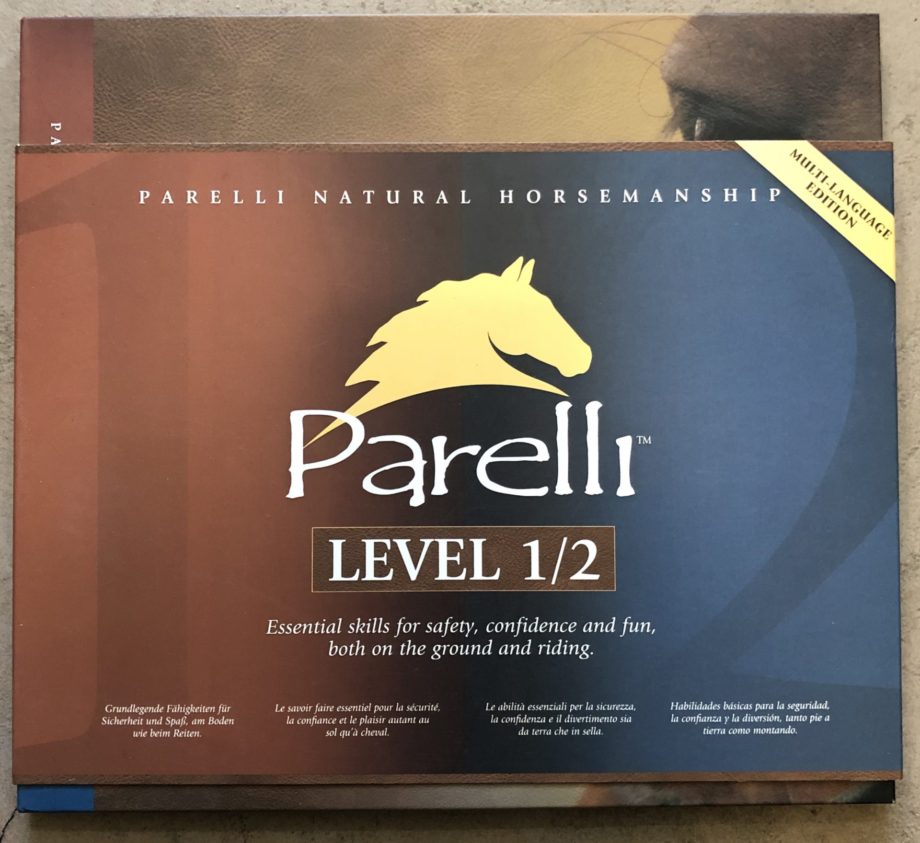 PA
PARELLI NATURAL HORSEMANSHIP
MULTI-LANGUAGE
EDITION
Parelli™
LEVEL 1/2
Essential skills for safety, confidence and fun,
both on the ground and riding.
Grundlegende Fähigkeiten für
Sicherheit und Spaß, am Boden
wie beim Reiten.
Le savoir faire essentiel pour la sécurité,
la confiance et le plaisir autant au
sol qu'à cheval.
Le abilità essenziali per la sicurezza,
la confidenza e il divertimento sia
da terra che in sella.
Habilidades básicas para la seguridad,
la confianza y la diversión, tanto pie a
tierra como montando.